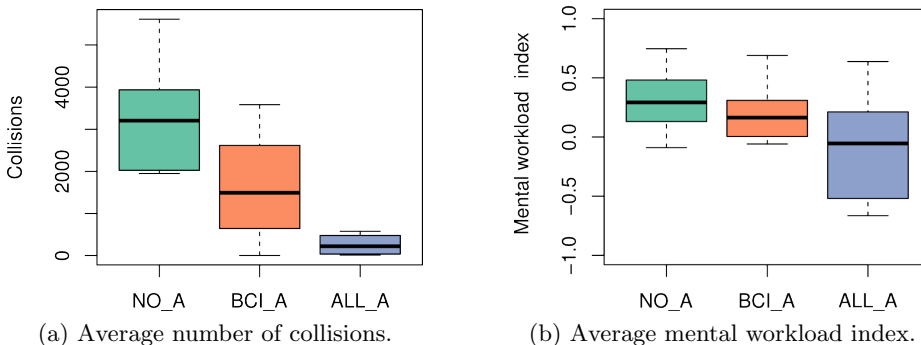 Collisions
4000
2000
0
NO_A BCI_A ALL_A
(a) Average number of collisions.
Mental workload index
1.0
0.5
0.0
−0.5
−1.0
NO_A BCI_A ALL_A
(b) Average mental workload index.